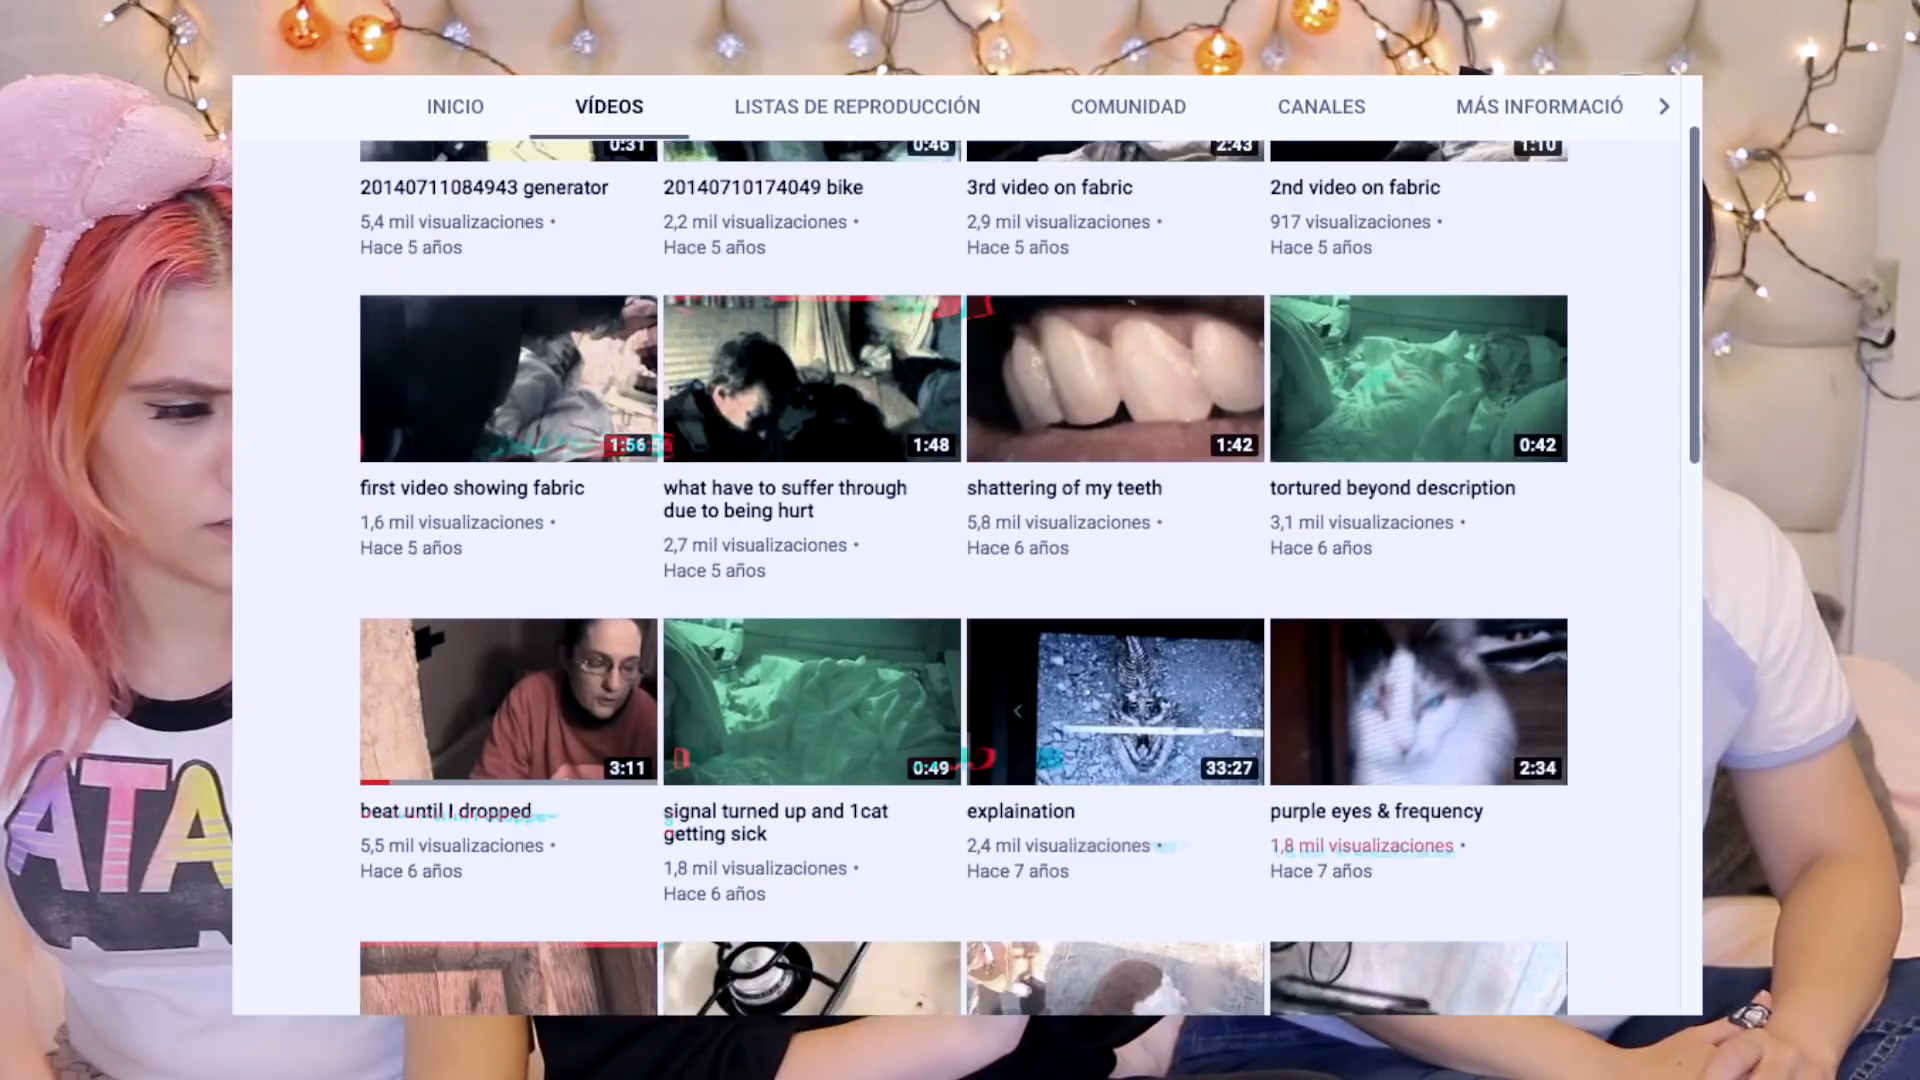 INICIO VÍDEOS LISTAS DE REPRODUCCIÓN COMUNIDAD CANALES MÁS INFORMACIÓ
0:31 0:46 2:43 1:10
20140711084943 generator
5,4 mil visualizaciones •
Hace 5 años
20140710174049 bike
2,2 mil visualizaciones •
Hace 5 años
3rd video on fabric
2,9 mil visualizaciones •
Hace 5 años
2nd video on fabric
917 visualizaciones •
Hace 5 años
1:56
first video showing fabric
1,6 mil visualizaciones •
Hace 5 años
1:48
what have to suffer through
due to being hurt
2,7 mil visualizaciones •
Hace 5 años
1:42
shattering of my teeth
5,8 mil visualizaciones •
Hace 6 años
0:42
tortured beyond description
3,1 mil visualizaciones •
Hace 6 años
3:11
beat until I dropped
5,5 mil visualizaciones •
Hace 6 años
0:49
signal turned up and 1cat
getting sick
1,8 mil visualizaciones •
Hace 6 años
33:27
explaination
2,4 mil visualizaciones •
Hace 7 años
2:34
purple eyes & frequency
1,8 mil visualizaciones •
Hace 7 años
ATA